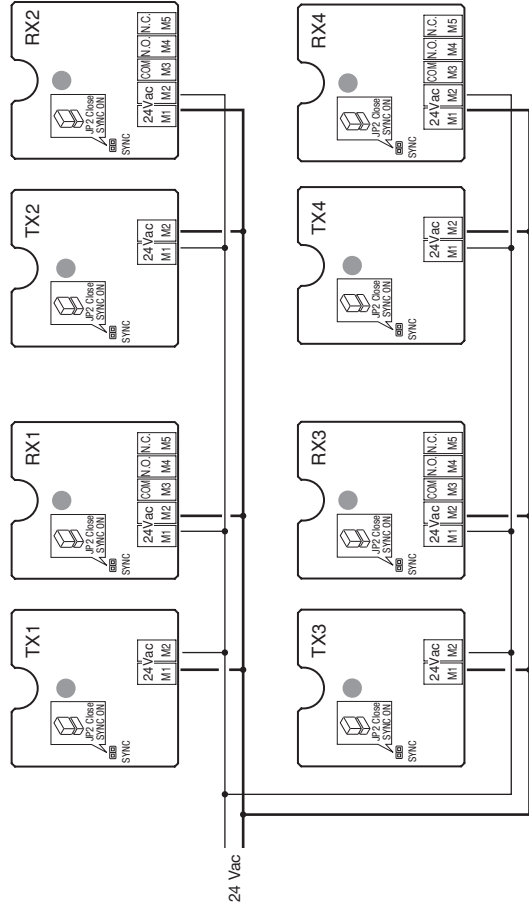 TX1
JP2 Close
SYNC ON
SYNC
24Vac
M1 M2
RX1
JP2 Close
SYNC ON
SYNC
24Vac COM N.O. N.C.
M1 M2 M3 M4 M5
TX2
JP2 Close
SYNC ON
SYNC
24Vac
M1 M2
RX2
JP2 Close
SYNC ON
SYNC
24Vac COM N.O. N.C.
M1 M2 M3 M4 M5
24 Vac
TX3
JP2 Close
SYNC ON
SYNC
24Vac
M1 M2
RX3
JP2 Close
SYNC ON
SYNC
24Vac COM N.O. N.C.
M1 M2 M3 M4 M5
TX4
JP2 Close
SYNC ON
SYNC
24Vac
M1 M2
RX4
JP2 Close
SYNC ON
SYNC
24Vac COM N.O. N.C.
M1 M2 M3 M4 M5